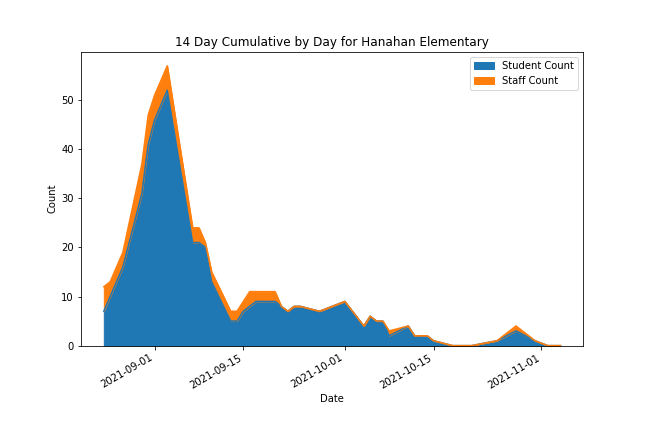 14 Day Cumulative by Day for Hanahan Elementary
Student Count
Staff Count
Count
50
40
30
20
10
0
2021-09-01
2021-09-15
2021-10-01
2021-10-15
2021-11-01
Date